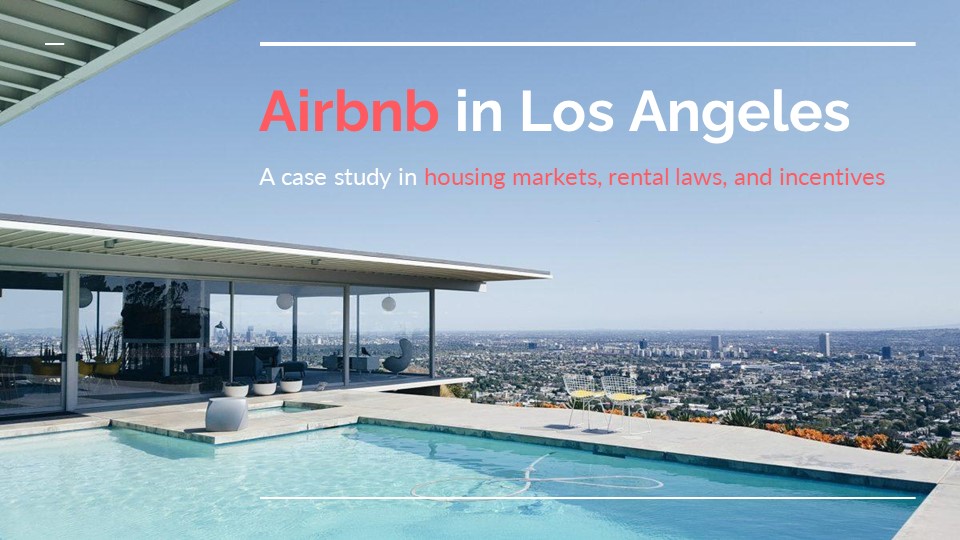 Airbnb in Los Angeles
A case study in housing markets, rental laws, and incentives